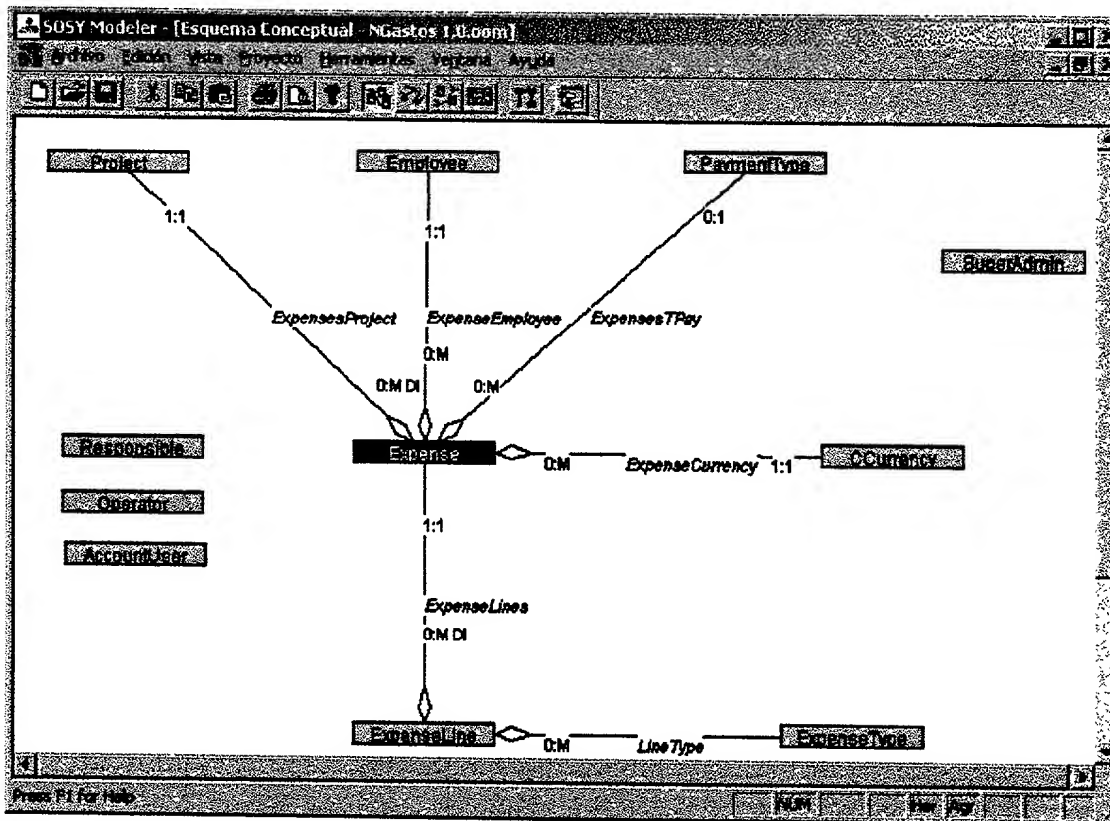 SOSY Modeler - [Esquema Conceptual - NGastos 1.0.oom]
Archivo Edición Vista Proyecto Herramientas Ventana Ayuda
Project Employee PaymentType
1:1 1:1 0:1
SuperAdmin
ExpensesProject ExpenseEmployee ExpensesTPay
0:M
0:M DI 0:M
Responsible Expense 0:M ExpenseCurrency 1:1 CCurrency
Operator
1:1
AccountUser
ExpenseLines
0:M DI
ExpenseLine 0:M LineType ExpenseType
Press F1 for Help NUM Her Agr